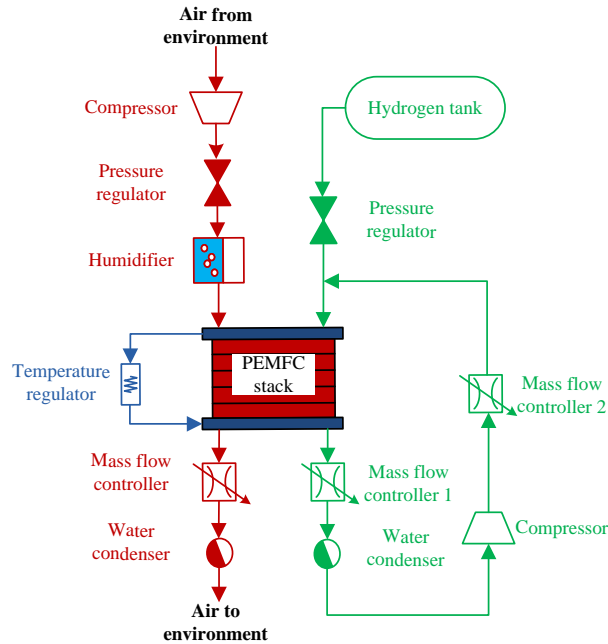 Air from
environment
Compressor
Hydrogen tank
Pressure
regulator
Pressure
regulator
Humidifier
PEMFC
stack
Temperature
regulator
Mass flow
controller 2
Mass flow
controller
Mass flow
controller 1
Compressor
Water
condenser
Water
condenser
Air to
environment